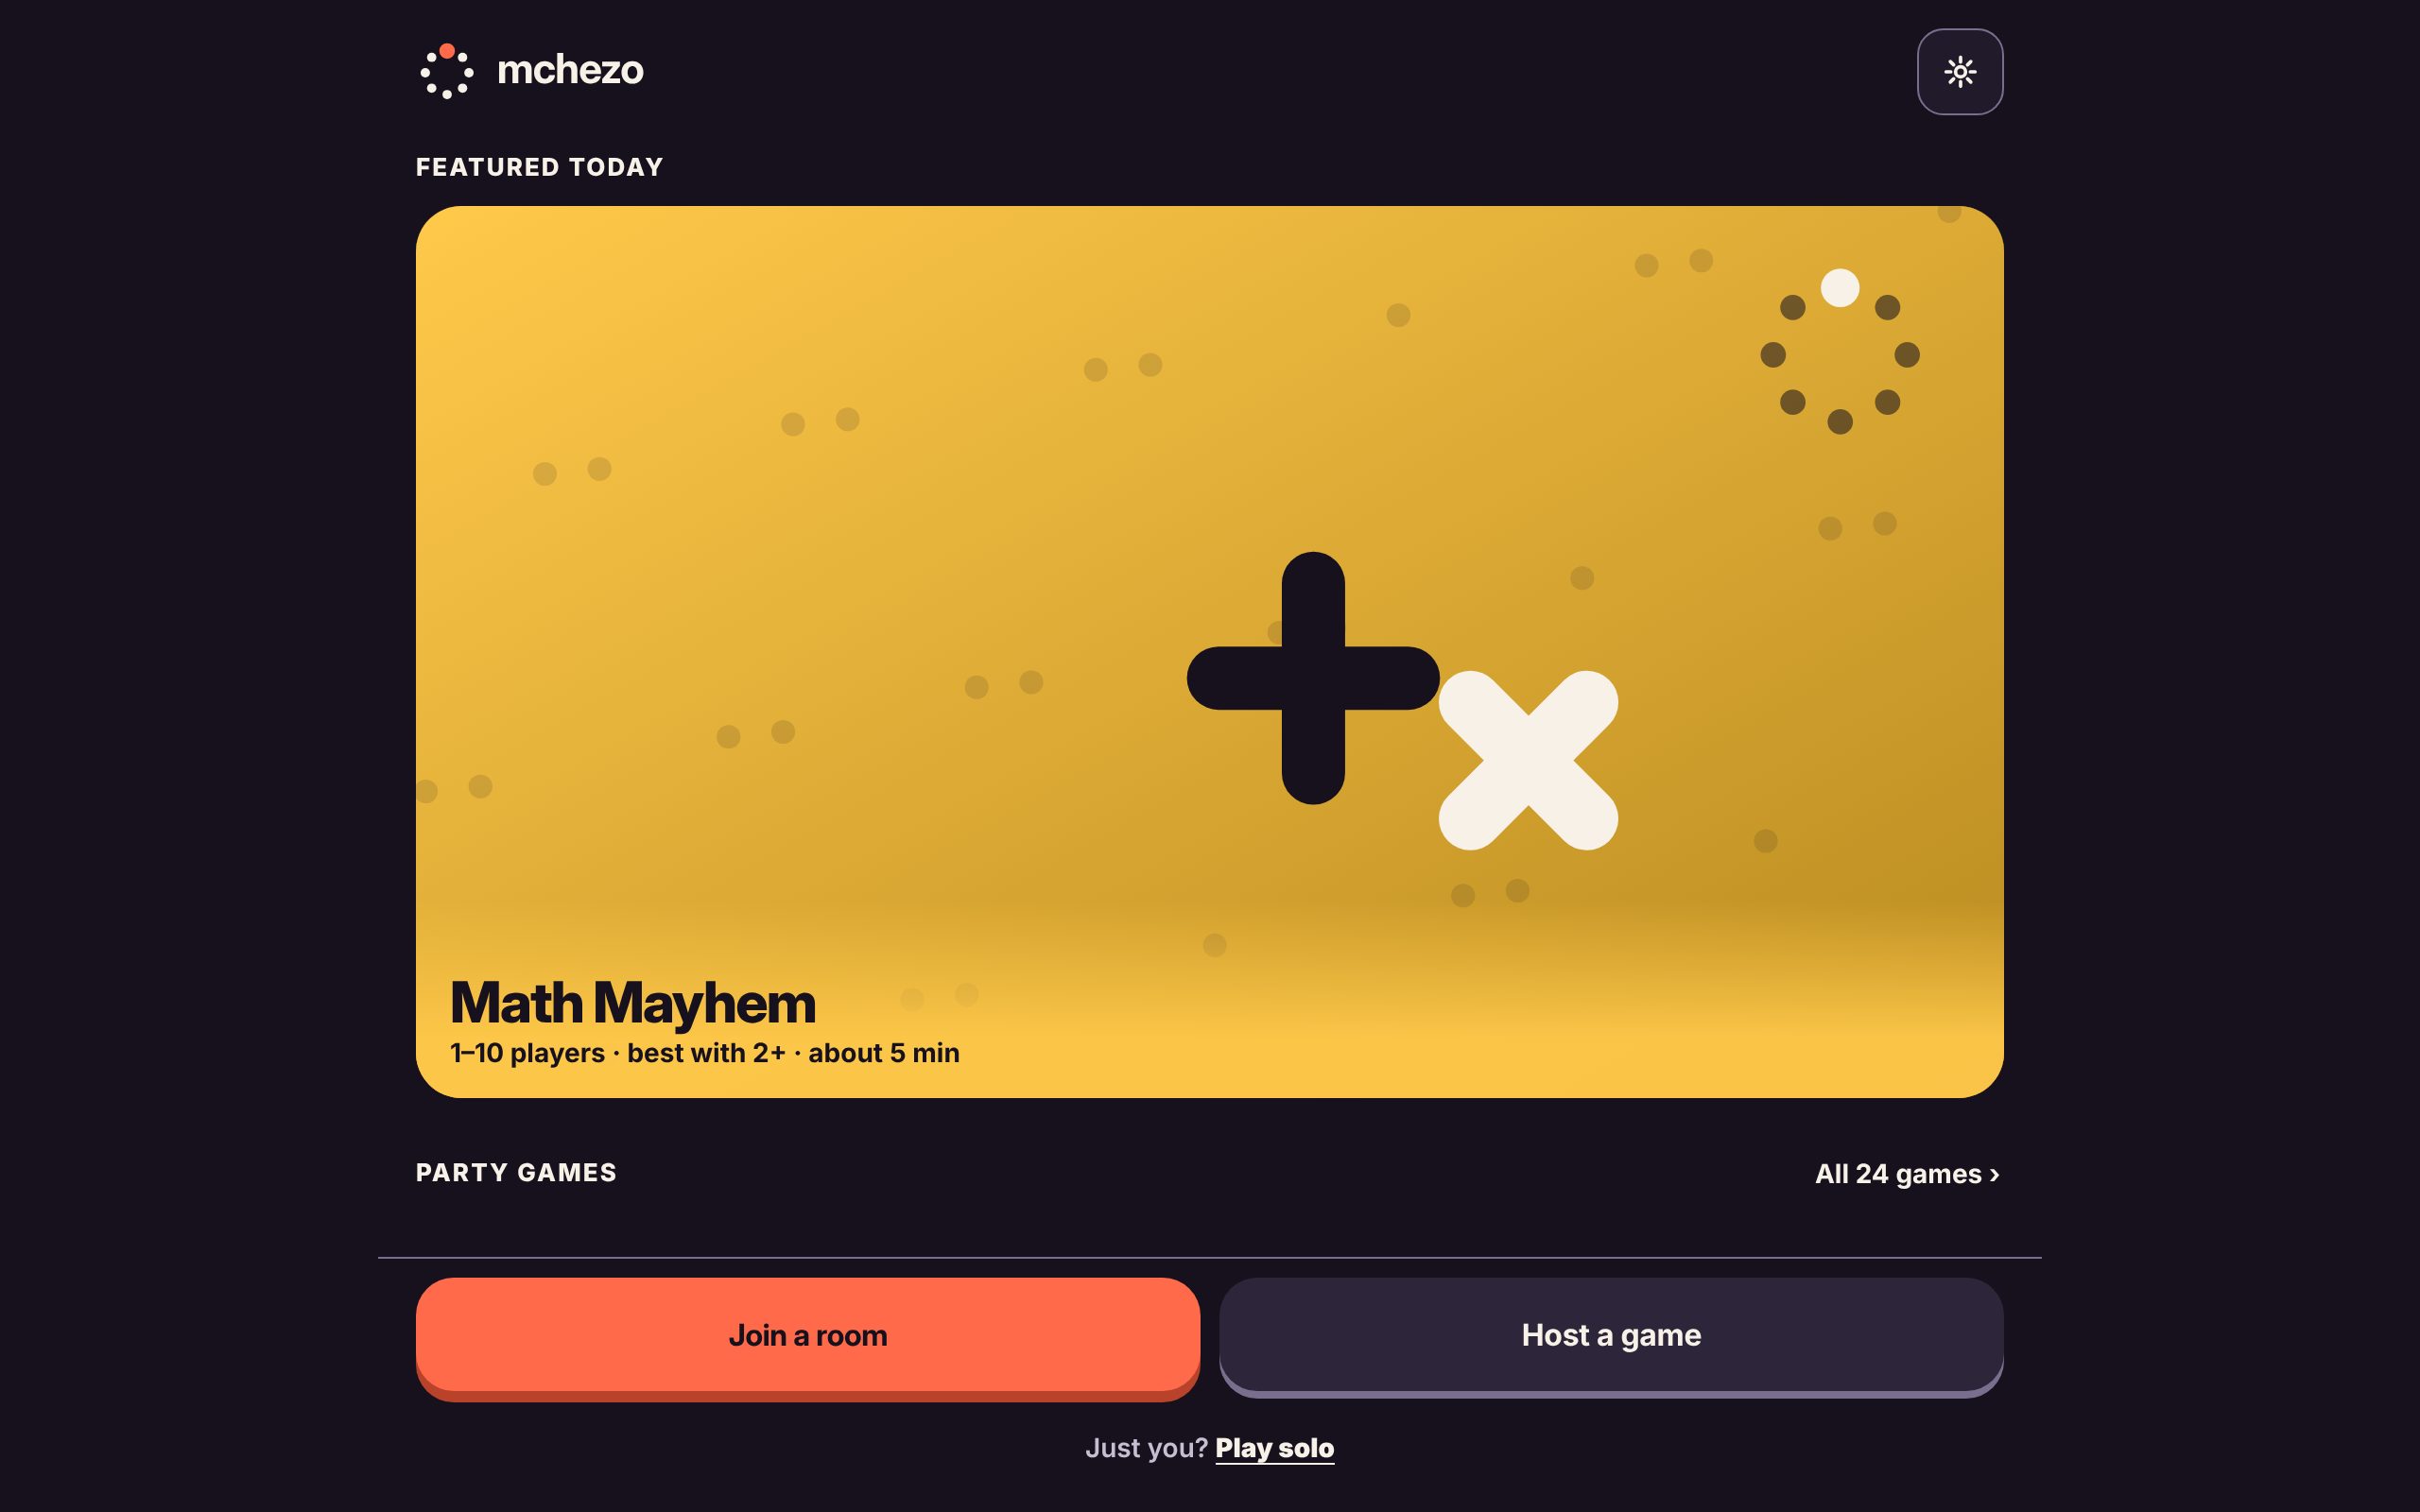 mchezo
FEATURED TODAY
Math Mayhem
1–10 players · best with 2+ · about 5 min
PARTY GAMES
All 24 games ›
Join a room
Host a game
Just you? Play solo